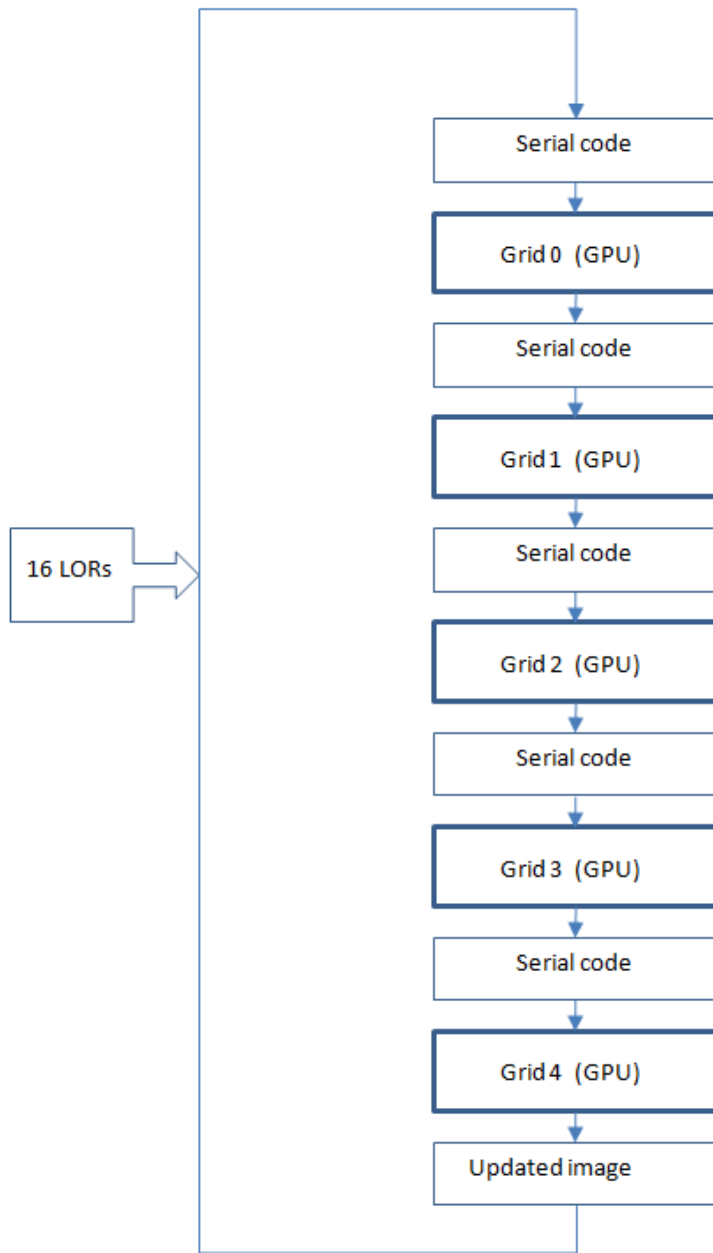 Serial code
Grid 0 (GPU)
Serial code
Grid 1 (GPU)
Serial code
16 LORs
Grid 2 (GPU)
Serial code
Grid 3 (GPU)
Serial code
Grid 4 (GPU)
Updated image